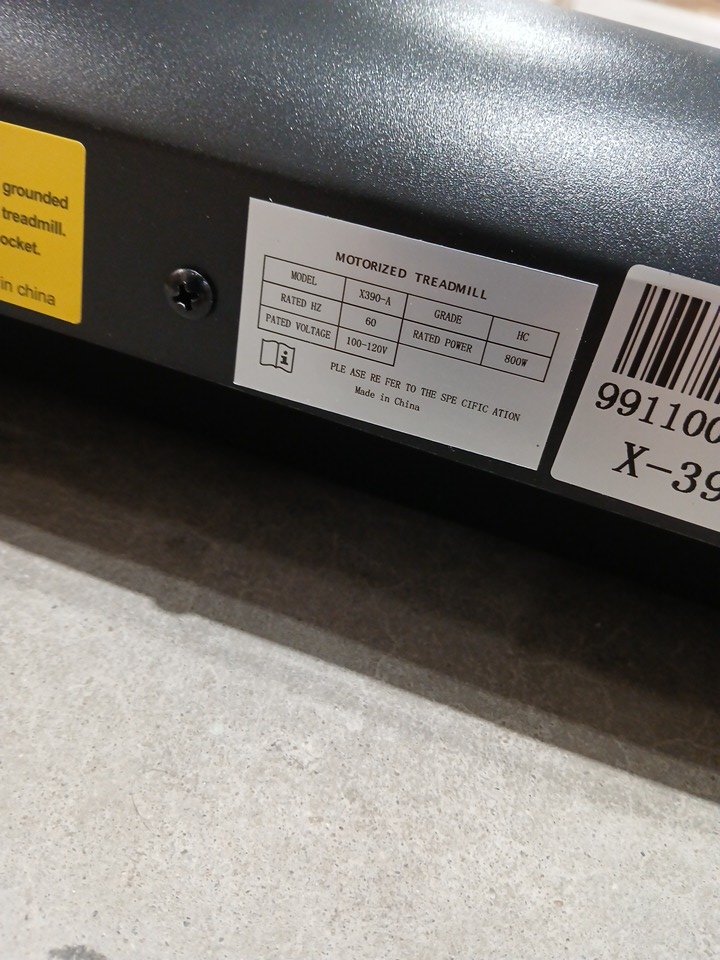 grounded
treadmill.
ocket.
in china
MOTORIZED TREADMILL
MODEL X390-A GRADE HC
RATED HZ 60 RATED POWER 800W
PATED VOLTAGE 100-120V
PLE ASE RE FER TO THE SPE CIFIC ATION
Made in China
991100
X-39